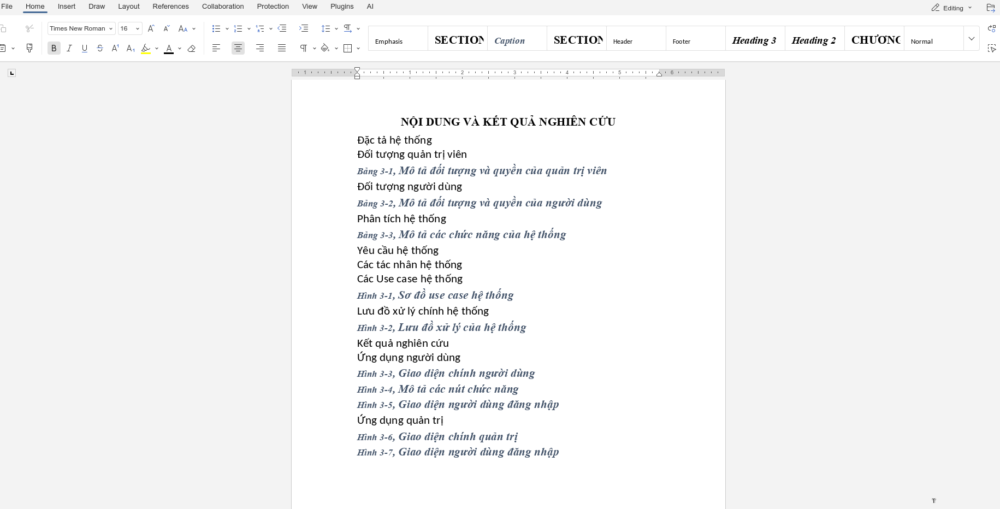 File Home Insert Draw Layout References Collaboration Protection View Plugins AI Editing
Times New Roman 16
Emphasis SECTION Caption SECTION Header Footer Heading 3 Heading 2 CHƯƠNG Normal
1 1 2 3 4 5 6
NỘI DUNG VÀ KẾT QUẢ NGHIÊN CỨU
Đặc tả hệ thống
Đối tượng quản trị viên
Bảng 3-1, Mô tả đối tượng và quyền của quản trị viên
Đối tượng người dùng
Bảng 3-2, Mô tả đối tượng và quyền của người dùng
Phân tích hệ thống
Bảng 3-3, Mô tả các chức năng của hệ thống
Yêu cầu hệ thống
Các tác nhân hệ thống
Các Use case hệ thống
Hình 3-1, Sơ đồ use case hệ thống
Lưu đồ xử lý chính hệ thống
Hình 3-2, Lưu đồ xử lý của hệ thống
Kết quả nghiên cứu
Ứng dụng người dùng
Hình 3-3, Giao diện chính người dùng
Hình 3-4, Mô tả các nút chức năng
Hình 3-5, Giao diện người dùng đăng nhập
Ứng dụng quản trị
Hình 3-6, Giao diện chính quản trị
Hình 3-7, Giao diện người dùng đăng nhập